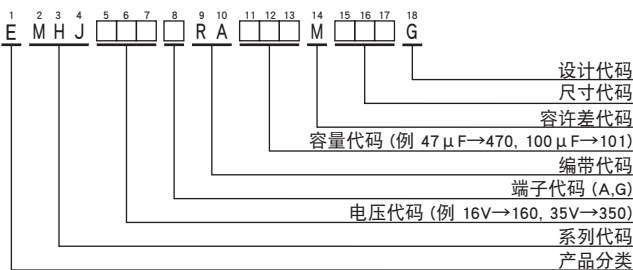 1 2 3 4 5 6 7 8 9 10 11 12 13 14 15 16 17 18
E MHJ □□□ □ RA □□□ M □□□ G
设计代码
尺寸代码
容许差代码
容量代码 (例 47μF→470, 100μF→101)
编带代码
端子代码 (A,G)
电压代码 (例 16V→160, 35V→350)
系列代码
产品分类